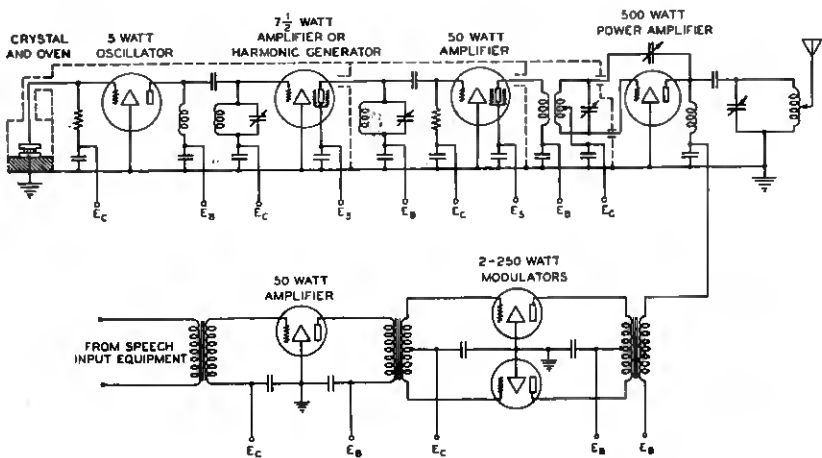 CRYSTAL
AND OVEN
5 WATT
OSCILLATOR
7½ WATT
AMPLIFIER OR
HARMONIC GENERATOR
50 WATT
AMPLIFIER
500 WATT
POWER AMPLIFIER
EC
EB
EC
ES
EB
EC
ES
EB
EC
50 WATT
AMPLIFIER
2-250 WATT
MODULATORS
FROM SPEECH
INPUT EQUIPMENT
EC
EB
EC
EB
EB